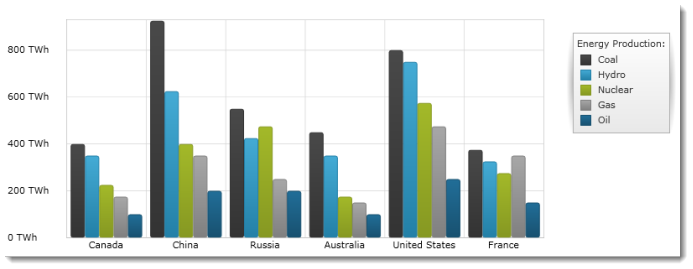 Energy Production:
Coal
Hydro
Nuclear
Gas
Oil
800 TWh
600 TWh
400 TWh
200 TWh
0 TWh
Canada
China
Russia
Australia
United States
France